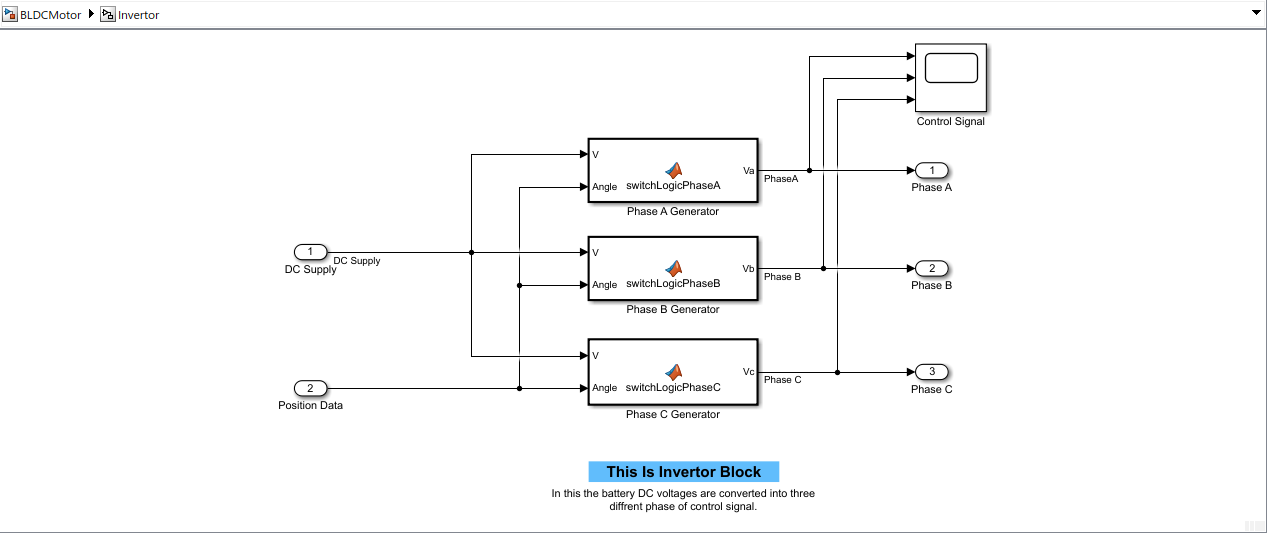 BLDCMotor Invertor
Control Signal
V
Va
PhaseA
Angle
switchLogicPhaseA
Phase A Generator
1
Phase A
1
DC Supply
DC Supply
V
Vb
Phase B
Angle
switchLogicPhaseB
Phase B Generator
2
Phase B
V
Vc
Phase C
Angle
switchLogicPhaseC
Phase C Generator
3
Phase C
2
Position Data
This Is Invertor Block
In this the battery DC voltages are converted into three
diffrent phase of control signal.